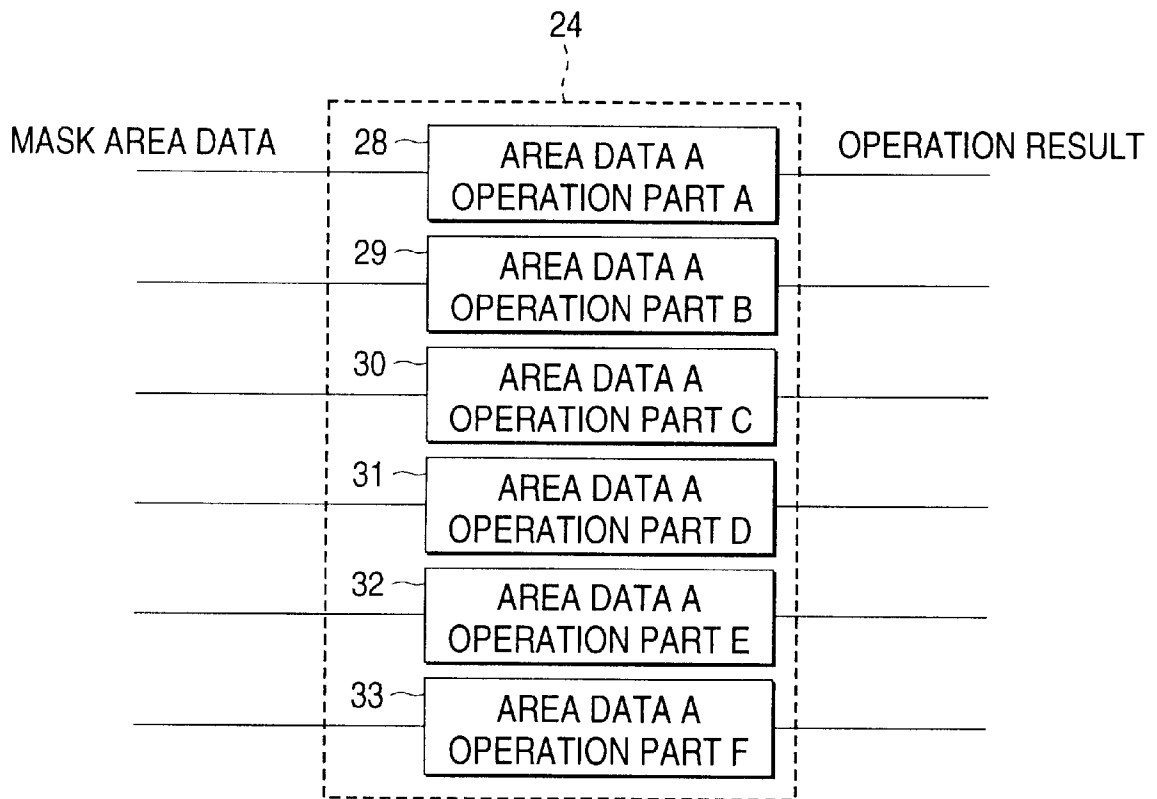 24
MASK AREA DATA
28
AREA DATA A
OPERATION PART A
OPERATION RESULT
29
AREA DATA A
OPERATION PART B
30
AREA DATA A
OPERATION PART C
31
AREA DATA A
OPERATION PART D
32
AREA DATA A
OPERATION PART E
33
AREA DATA A
OPERATION PART F